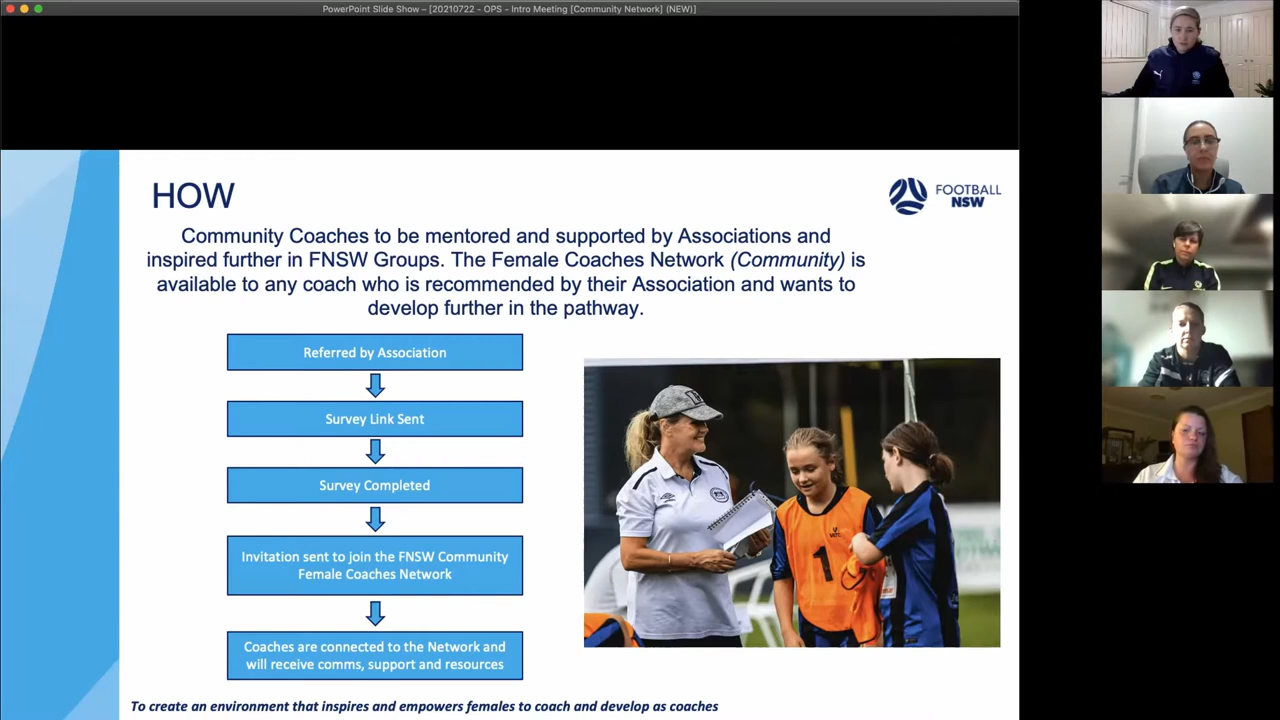 PowerPoint Slide Show – [20210722 - OPS - Intro Meeting [Community Network] (NEW)]
HOW
FOOTBALL
NSW
Community Coaches to be mentored and supported by Associations and
inspired further in FNSW Groups. The Female Coaches Network (Community) is
available to any coach who is recommended by their Association and wants to
develop further in the pathway.
Referred by Association
Survey Link Sent
Survey Completed
Invitation sent to join the FNSW Community
Female Coaches Network
Coaches are connected to the Network and
will receive comms, support and resources
1
To create an environment that inspires and empowers females to coach and develop as coaches